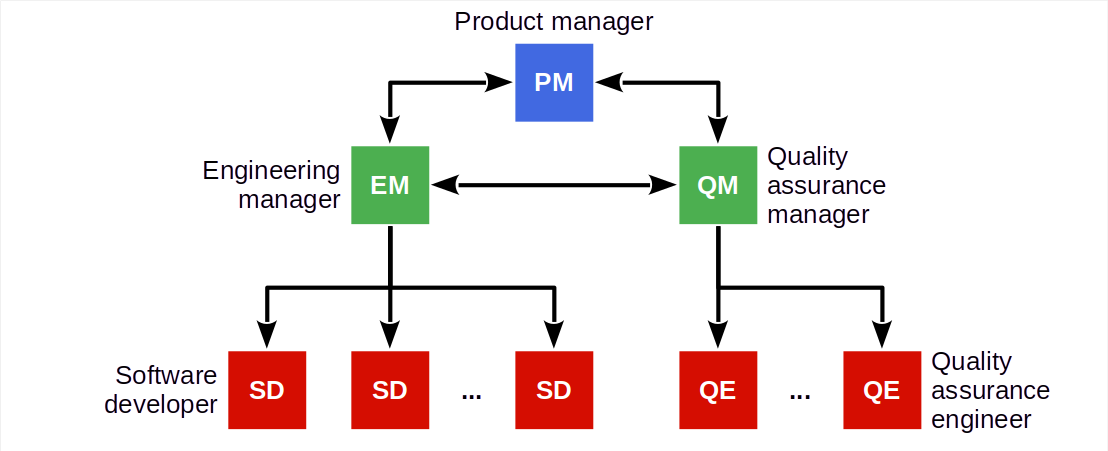 Product manager
PM
Engineering
manager
EM
QM
Quality
assurance
manager
Software
developer
SD
SD
...
SD
QE
...
QE
Quality
assurance
engineer